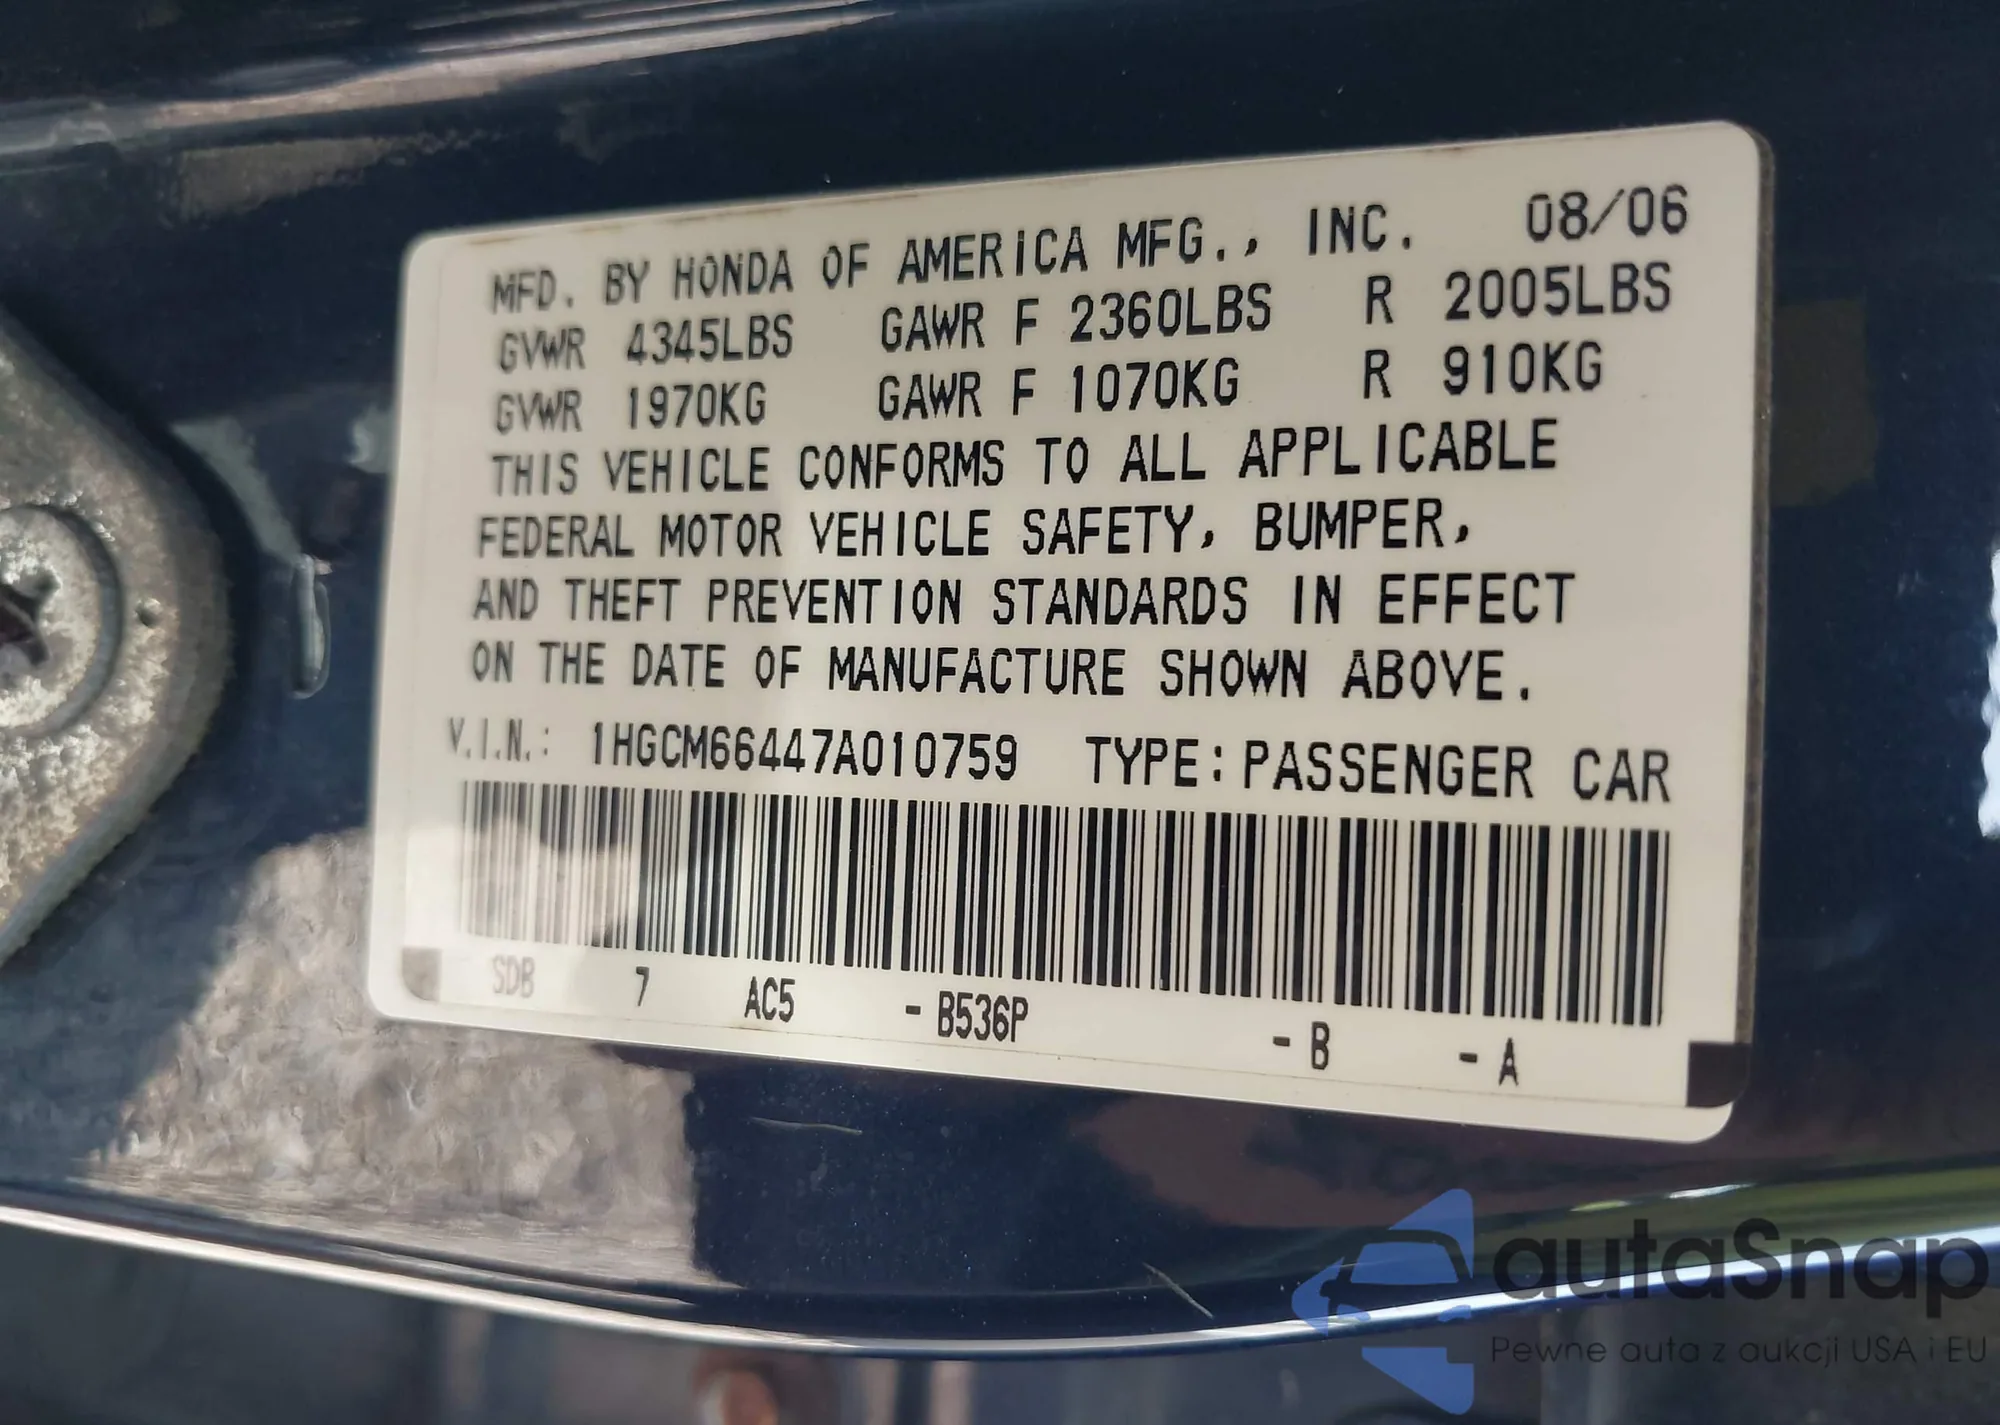 MFD. BY HONDA OF AMERICA MFG., INC. 08/06
GVWR 4345LBS GAWR F 2360LBS R 2005LBS
GVWR 1970KG GAWR F 1070KG R 910KG
THIS VEHICLE CONFORMS TO ALL APPLICABLE
FEDERAL MOTOR VEHICLE SAFETY, BUMPER,
AND THEFT PREVENTION STANDARDS IN EFFECT
ON THE DATE OF MANUFACTURE SHOWN ABOVE.
V.I.N.: 1HGCM66447A010759 TYPE: PASSENGER CAR
SDB 7 AC5 - B536P - B - A
autaSnap
Pewne auta z aukcji USA i EU